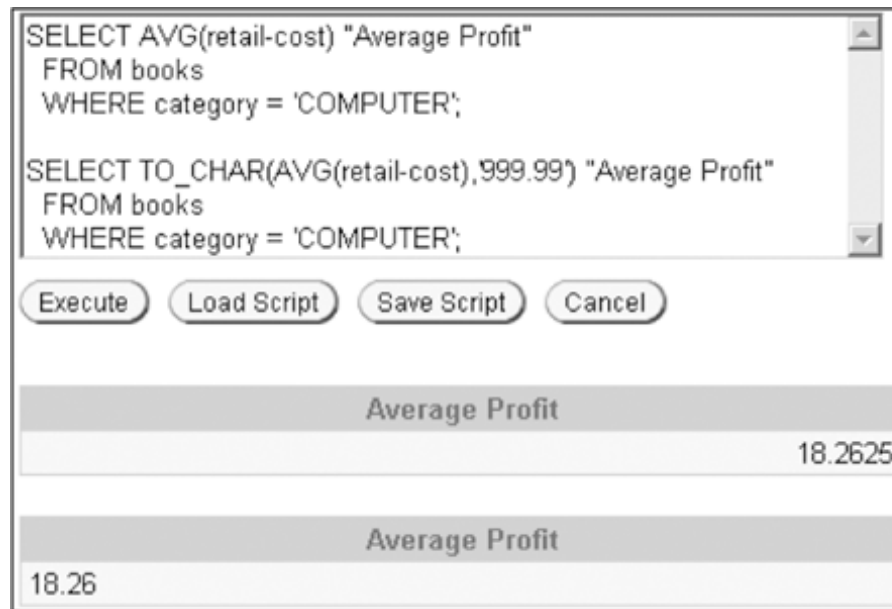 SELECT AVG(retail-cost) "Average Profit"
FROM books
WHERE category = 'COMPUTER';
SELECT TO_CHAR(AVG(retail-cost),'999.99') "Average Profit"
FROM books
WHERE category = 'COMPUTER';
Execute Load Script Save Script Cancel
Average Profit
18.2625
Average Profit
18.26